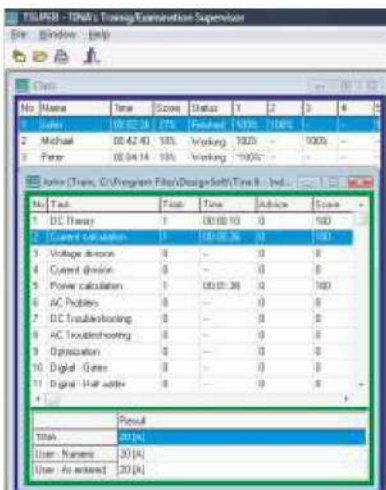 TSUPER - TINA's Training/Examination Supervisor
File Window Help
Class
No Name Time Score Status 1 2 3 4
1 John 00:02:24 27% Finished 100% 100% - -
2 Michael 00:42:40 18% Working 100% - 100% -
3 Peter 00:04:14 18% Working *100%* - - -
John [Train, C:\Program Files\DesignSoft\Tina 8 - Ind...
No Task Trials Time Advice Score
1 DC Theory 1 00:00:10 0 100
2 Current calculation 1 00:00:36 0 100
3 Voltage division 0 -- 0 0
4 Current division 0 -- 0 0
5 Power calculation 1 00:01:38 0 100
6 AC Problem 0 -- 0 0
7 DC Troubleshooting 0 -- 0 0
8 AC Troubleshooting 0 -- 0 0
9 Optimization 0 -- 0 0
10 Digital - Gates 0 -- 0 0
11 Digital - Half adder 0 -- 0 0
Result
TINA 20 [A]
User - Numeric 20 [A]
User - As entered 20 [A]